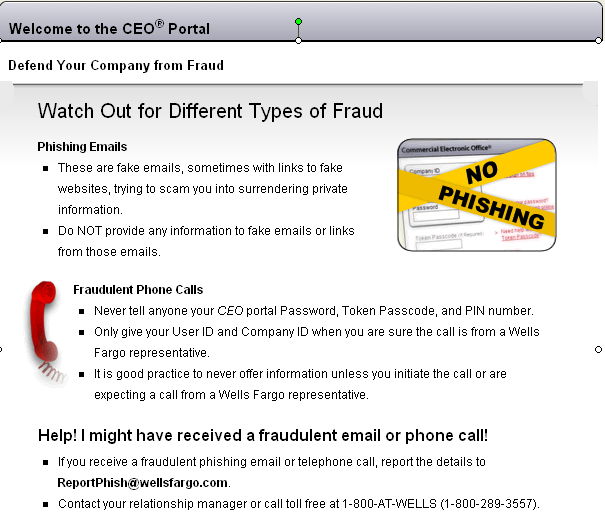 Welcome to the CEO® Portal
Defend Your Company from Fraud
Watch Out for Different Types of Fraud
Phishing Emails
These are fake emails, sometimes with links to fake
websites, trying to scam you into surrendering private
information.
Do NOT provide any information to fake emails or links
from those emails.
Commercial Electronic Office®
Company ID
NO
PHISHING
Password
password?
Token Passcode (if Required)
Need help
Token Passcode
Fraudulent Phone Calls
Never tell anyone your CEO portal Password, Token Passcode, and PIN number.
Only give your User ID and Company ID when you are sure the call is from a Wells
Fargo representative.
It is good practice to never offer information unless you initiate the call or are
expecting a call from a Wells Fargo representative.
Help! I might have received a fraudulent email or phone call!
If you receive a fraudulent phishing email or telephone call, report the details to
ReportPhish@wellsfargo.com.
Contact your relationship manager or call toll free at 1-800-AT-WELLS (1-800-289-3557).